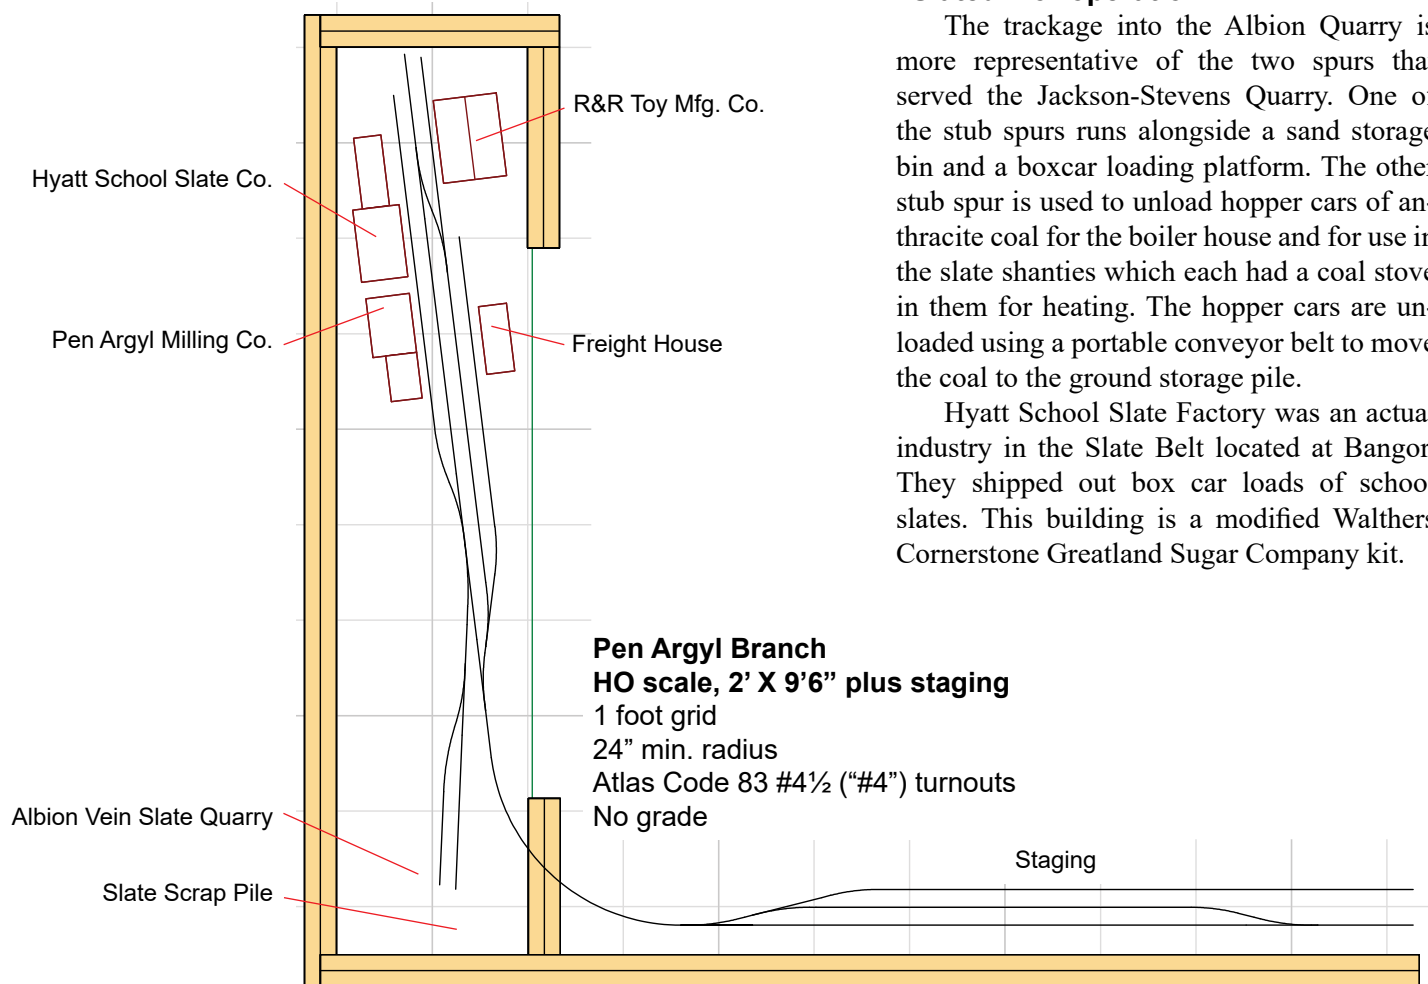 The trackage into the Albion Quarry is
more representative of the two spurs tha
served the Jackson-Stevens Quarry. One of
the stub spurs runs alongside a sand storage
bin and a boxcar loading platform. The other
stub spur is used to unload hopper cars of an-
thracite coal for the boiler house and for use in
the slate shanties which each had a coal stove
in them for heating. The hopper cars are un-
loaded using a portable conveyor belt to move
the coal to the ground storage pile.
Hyatt School Slate Factory was an actua
industry in the Slate Belt located at Bangor.
They shipped out box car loads of schoo
slates. This building is a modified Walthers
Cornerstone Greatland Sugar Company kit.
R&R Toy Mfg. Co.
Hyatt School Slate Co.
Pen Argyl Milling Co.
Freight House
Pen Argyl Branch
HO scale, 2’ X 9’6” plus staging
1 foot grid
24” min. radius
Atlas Code 83 #4½ (“#4”) turnouts
No grade
Albion Vein Slate Quarry
Slate Scrap Pile
Staging